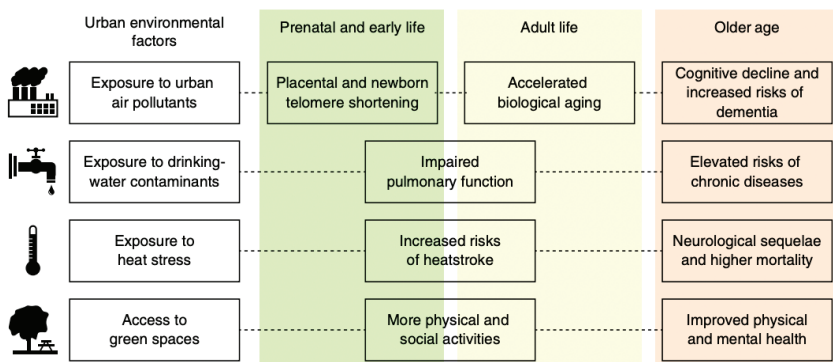 Urban environmental
factors
Prenatal and early life
Adult life
Older age
Exposure to urban
air pollutants
Placental and newborn
telomere shortening
Accelerated
biological aging
Cognitive decline and
increased risks of
dementia
Exposure to drinking-
water contaminants
Impaired
pulmonary function
Elevated risks of
chronic diseases
Exposure to
heat stress
Increased risks
of heatstroke
Neurological sequelae
and higher mortality
Access to
green spaces
More physical and
social activities
Improved physical
and mental health